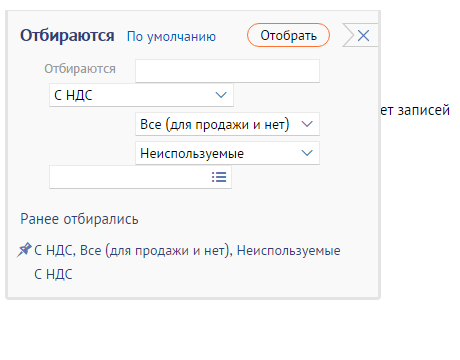 Отбираются По умолчанию Отобрать
Отбираются
С НДС
ет записей
Все (для продажи и нет)
Неиспользуемые
Ранее отбирались
С НДС, Все (для продажи и нет), Неиспользуемые
С НДС